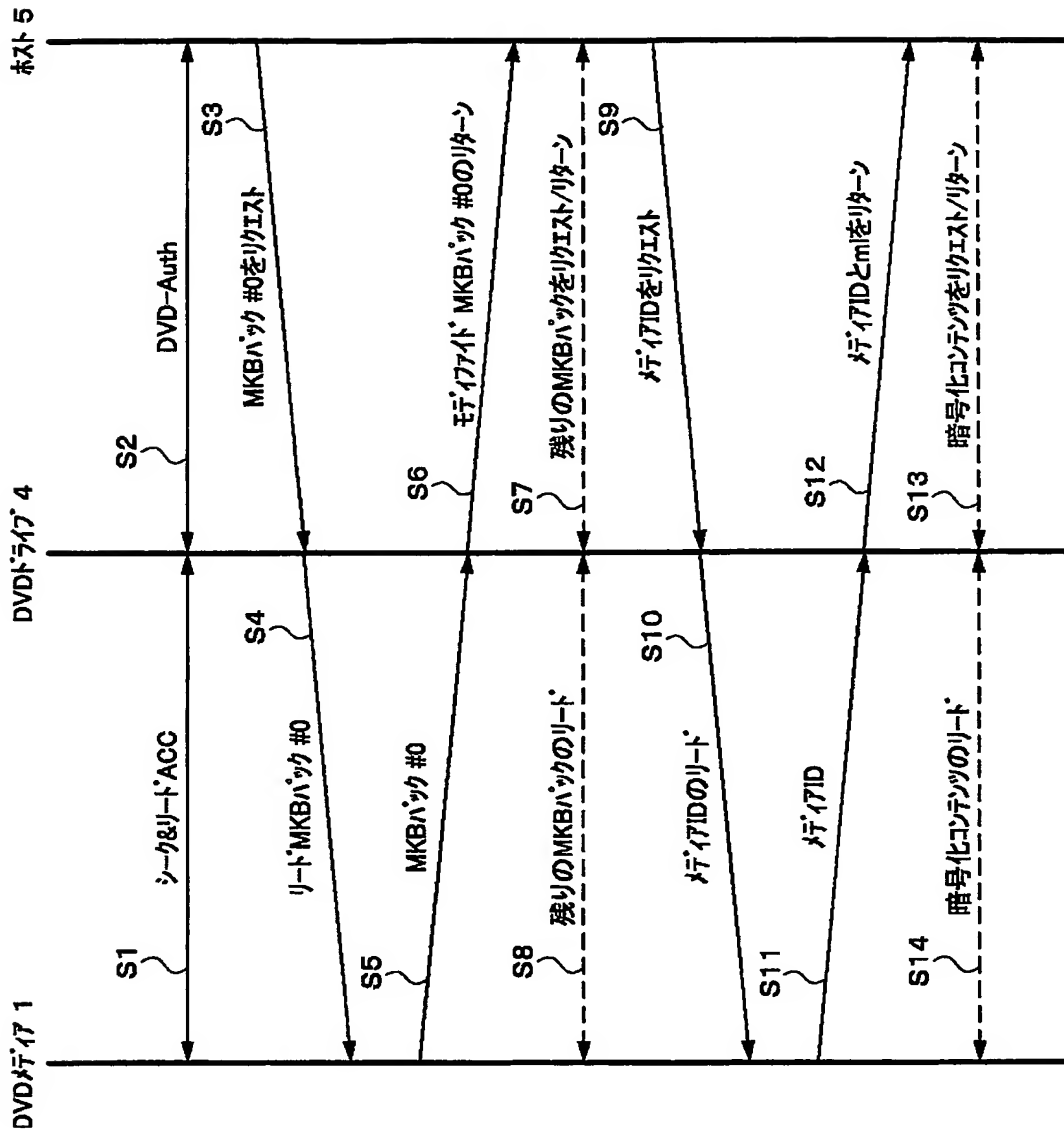 DVDメディア 1
DVDドライブ 4
ホスト 5
S1
シーク&リードACC
S2
DVD-Auth
S3
MKBパック #0をリクエスト
S4
リードMKBパック #0
S5
MKBパック #0
S6
モディファイド MKBパック #0のリターン
S7
残りのMKBパックをリクエスト/リターン
S8
残りのMKBパックのリード
S9
メディアIDをリクエスト
S10
メディアIDのリード
S11
メディアID
S12
メディアIDとmIをリターン
S13
暗号化コンテンツをリクエスト/リターン
S14
暗号化コンテンツのリード